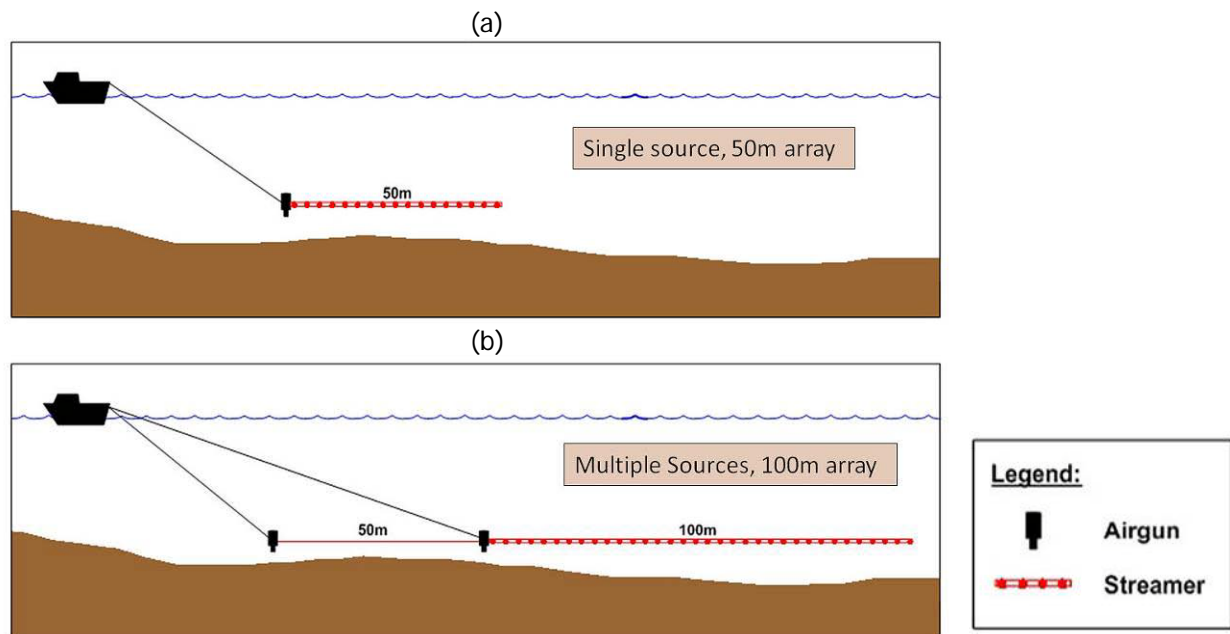 (a)
Single source, 50m array
50m
(b)
Multiple Sources, 100m array
50m
100m
Legend:
Airgun
Streamer